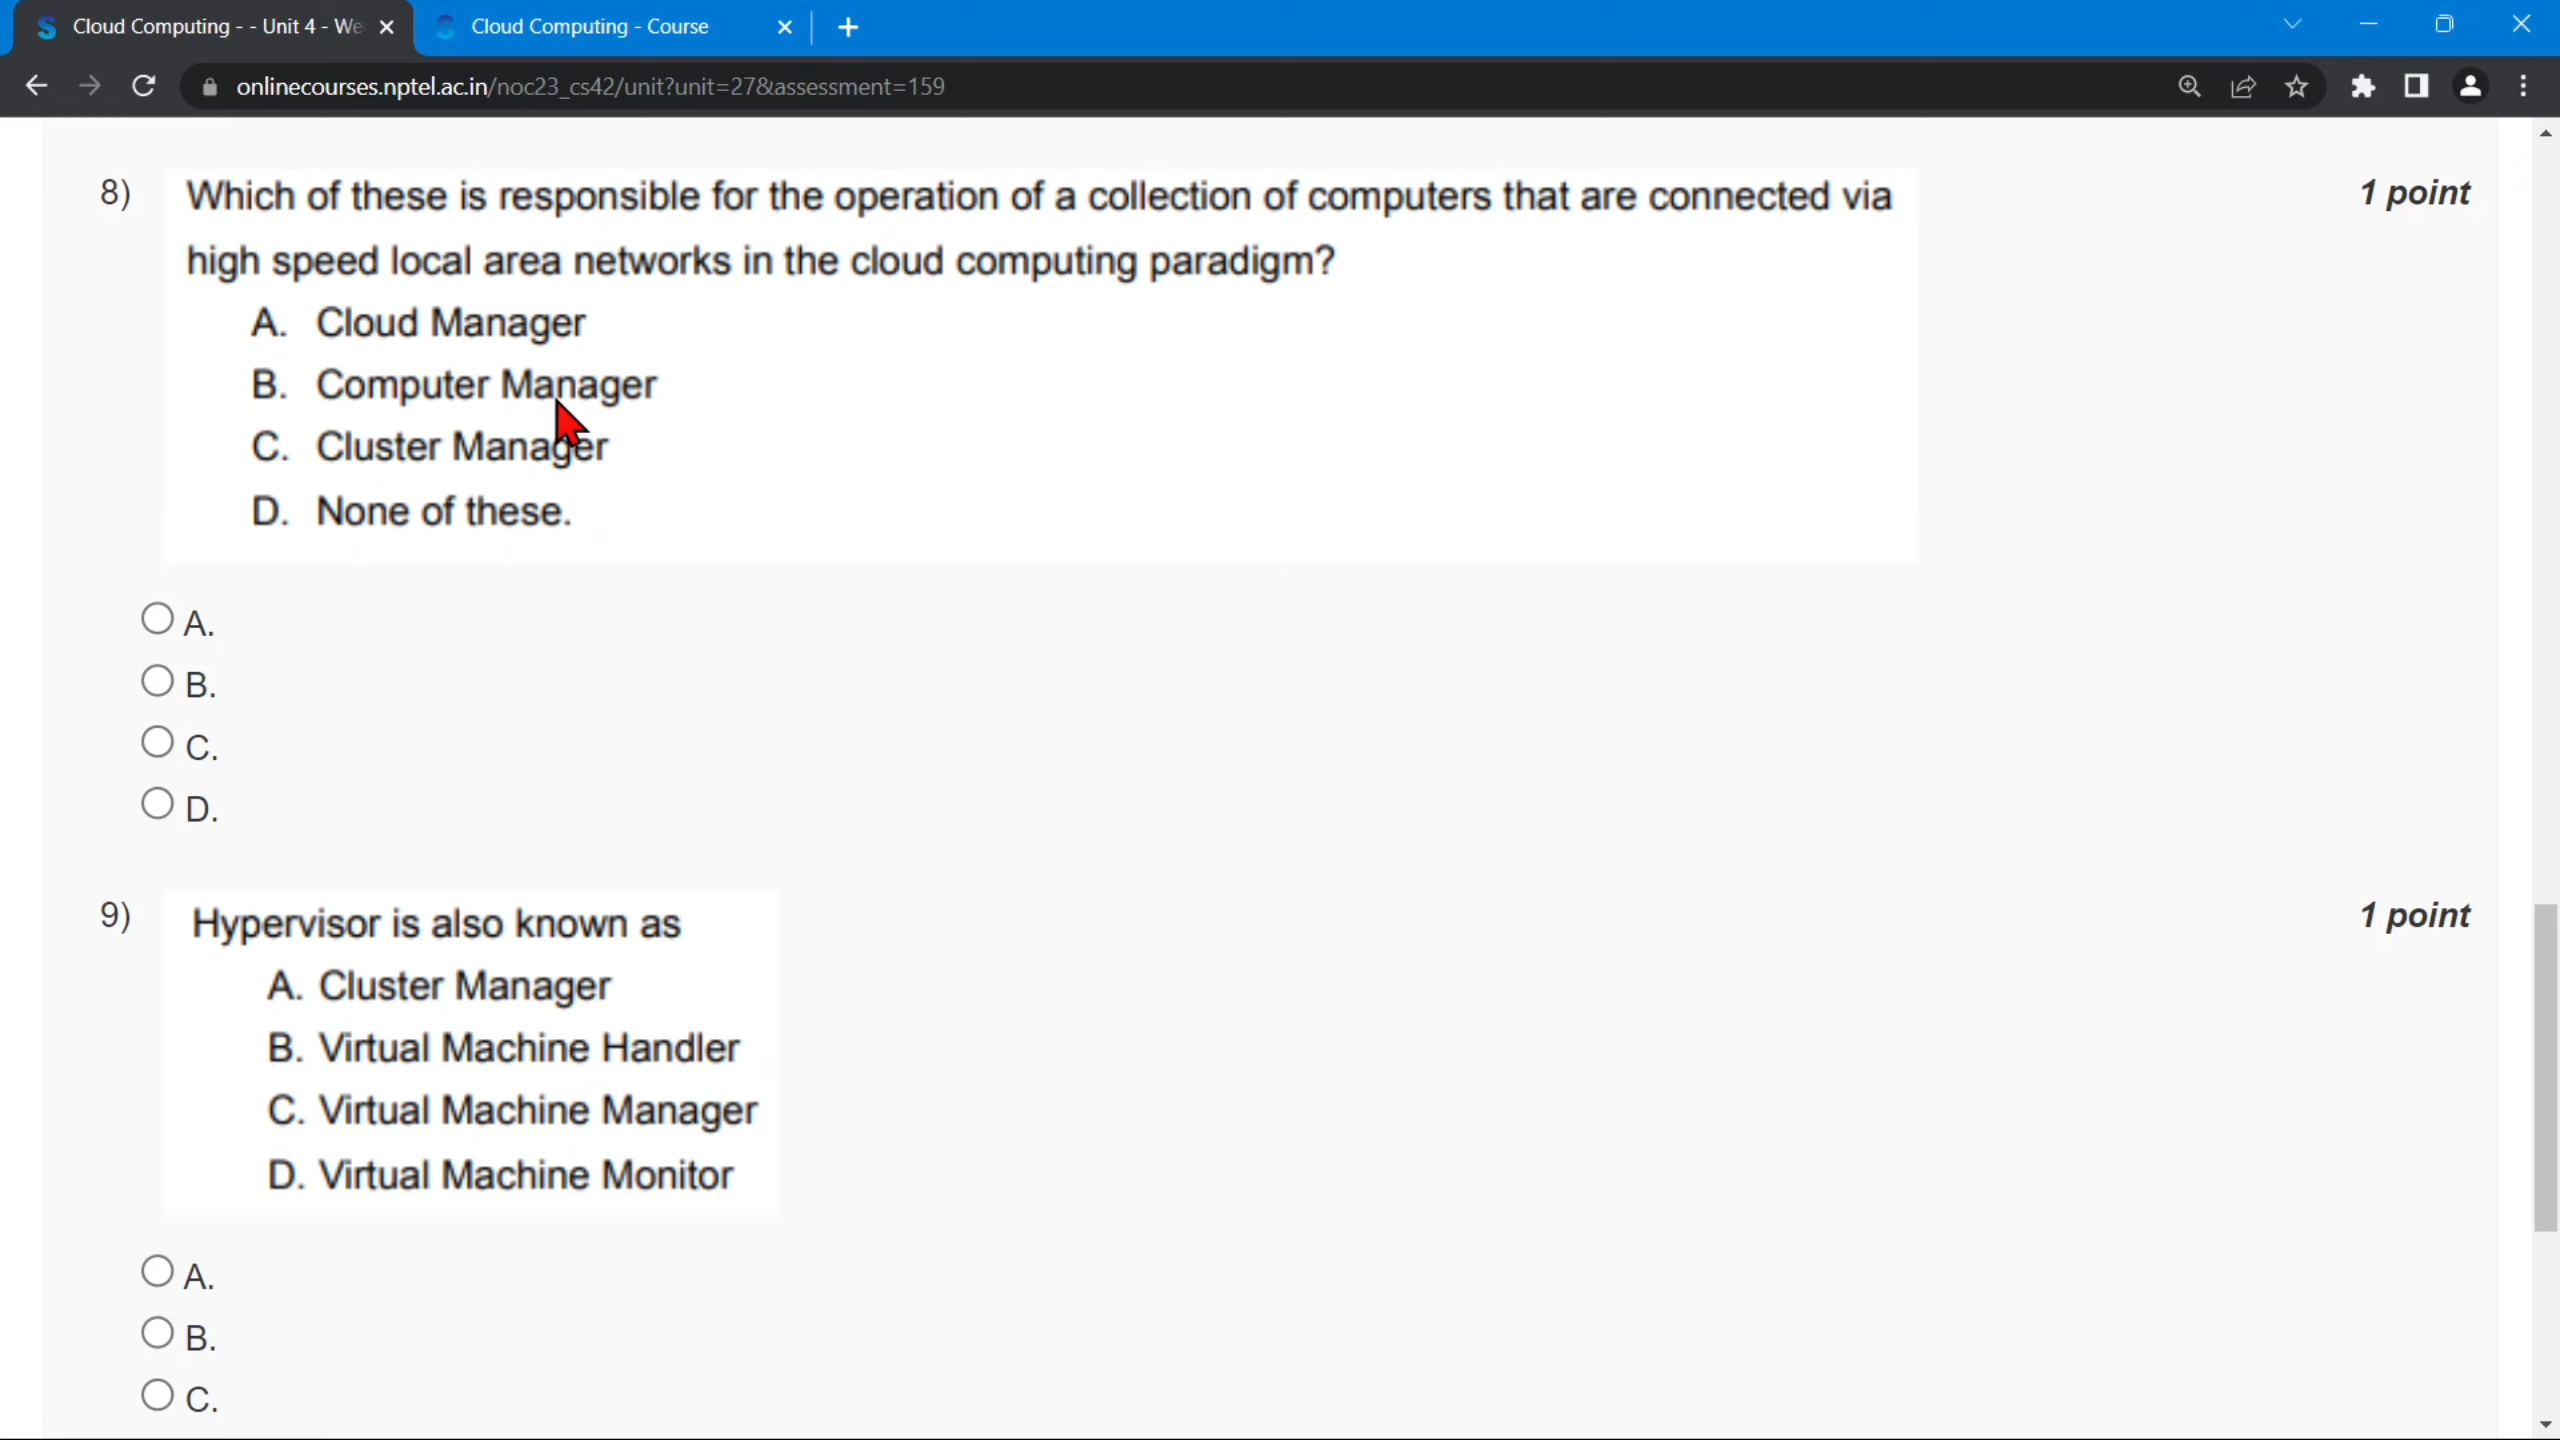 Cloud Computing - - Unit 4 - We
Cloud Computing - Course
onlinecourses.nptel.ac.in/noc23_cs42/unit?unit=27&assessment=159
8)
Which of these is responsible for the operation of a collection of computers that are connected via
1 point
high speed local area networks in the cloud computing paradigm?
A. Cloud Manager
B. Computer Manager
C. Cluster Manager
D. None of these.
A.
B.
C.
D.
9)
Hypervisor is also known as
1 point
A. Cluster Manager
B. Virtual Machine Handler
C. Virtual Machine Manager
D. Virtual Machine Monitor
A.
B.
C.